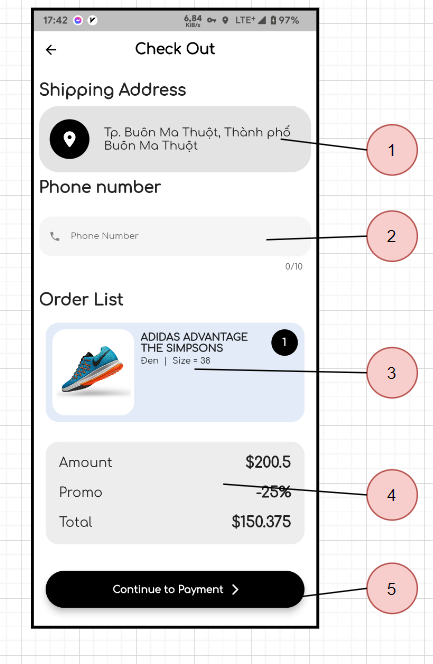 17:42 6,84 KiB/s LTE+ 97%
Check Out
Shipping Address
Tp. Buôn Ma Thuột, Thành phố
Buôn Ma Thuột
1
Phone number
Phone Number
2
0/10
Order List
ADIDAS ADVANTAGE
THE SIMPSONS
1
Đen | Size = 38
3
Amount $200.5
Promo -25%
4
Total $150.375
Continue to Payment
5